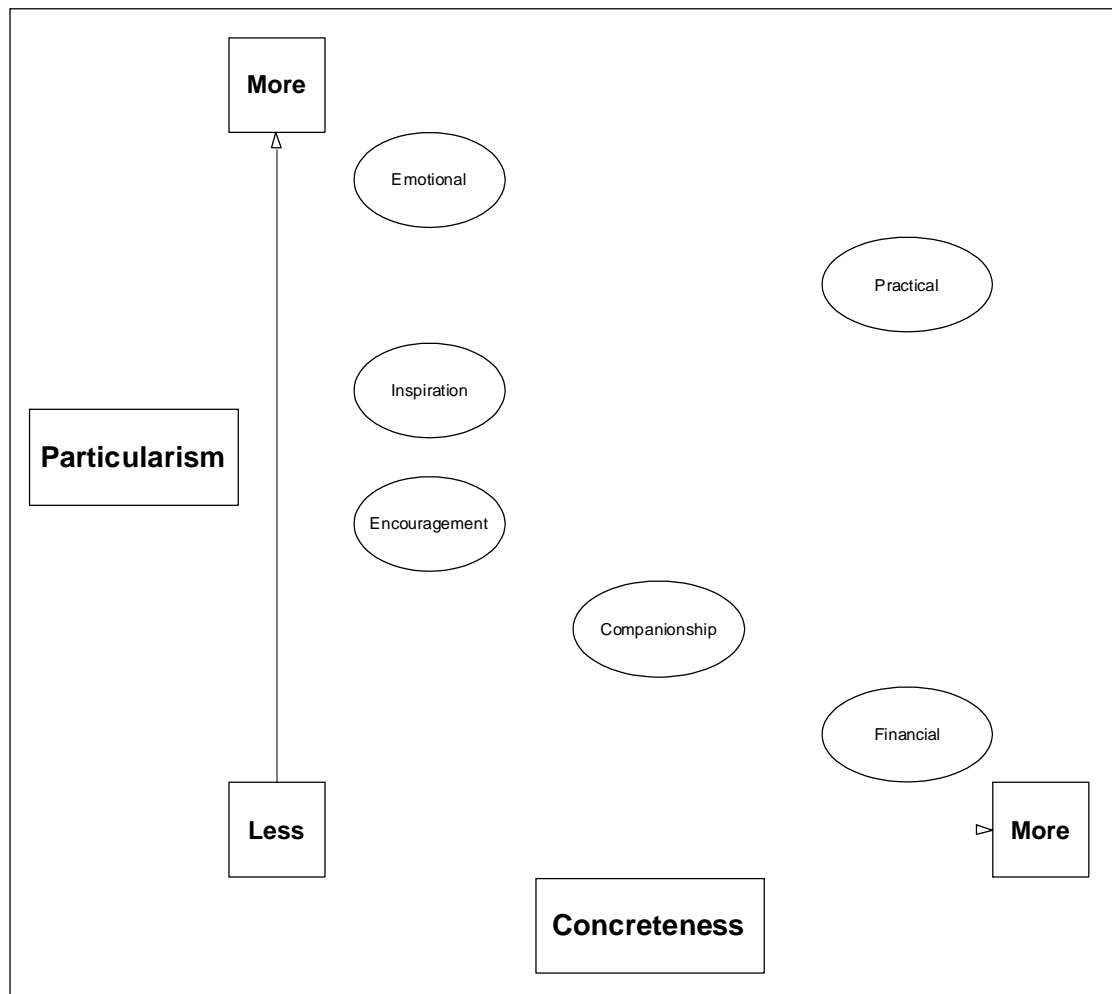 More
Emotional
Practical
Inspiration
Particularism
Encouragement
Companionship
Financial
Less
More
Concreteness